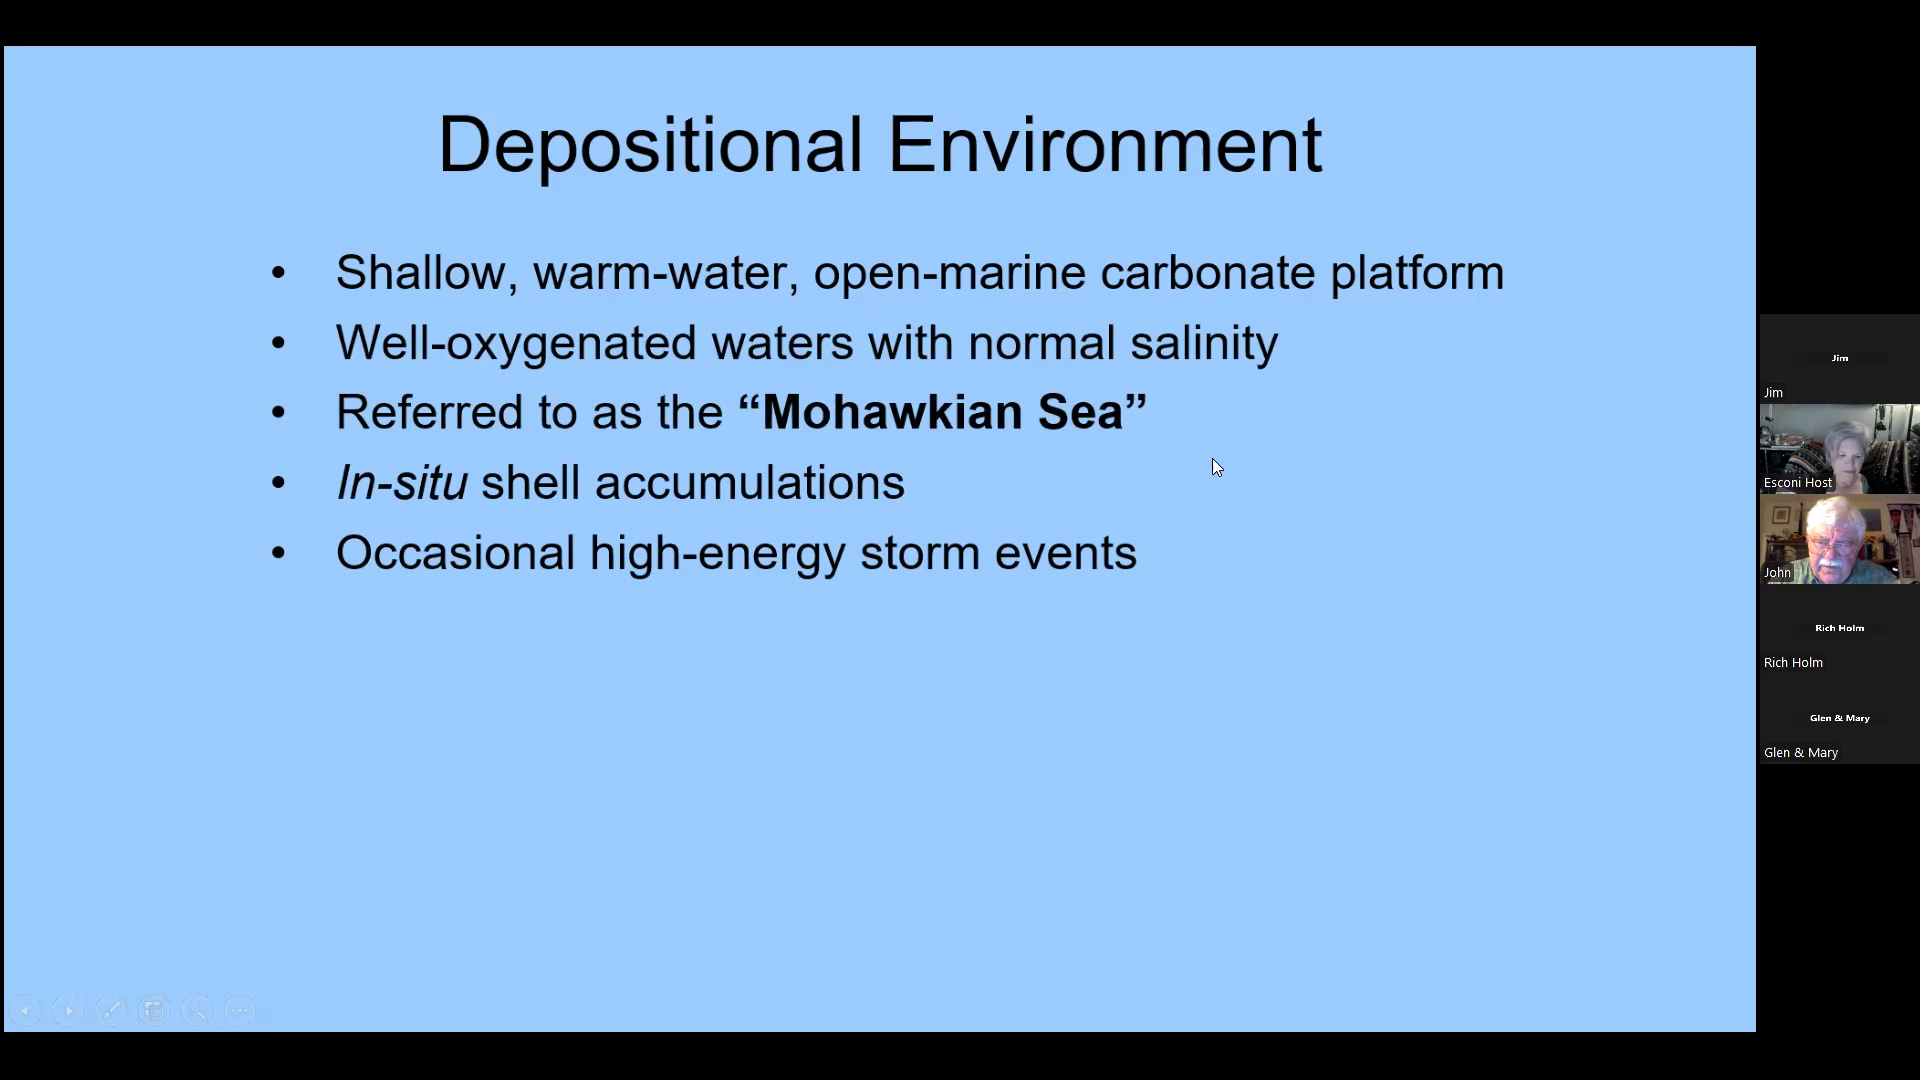 Depositional Environment
• Shallow, warm-water, open-marine carbonate platform
• Well-oxygenated waters with normal salinity
• Referred to as the “Mohawkian Sea”
• In-situ shell accumulations
• Occasional high-energy storm events
Jim
Jim
Esconi Host
John
Rich Holm
Rich Holm
Glen & Mary
Glen & Mary